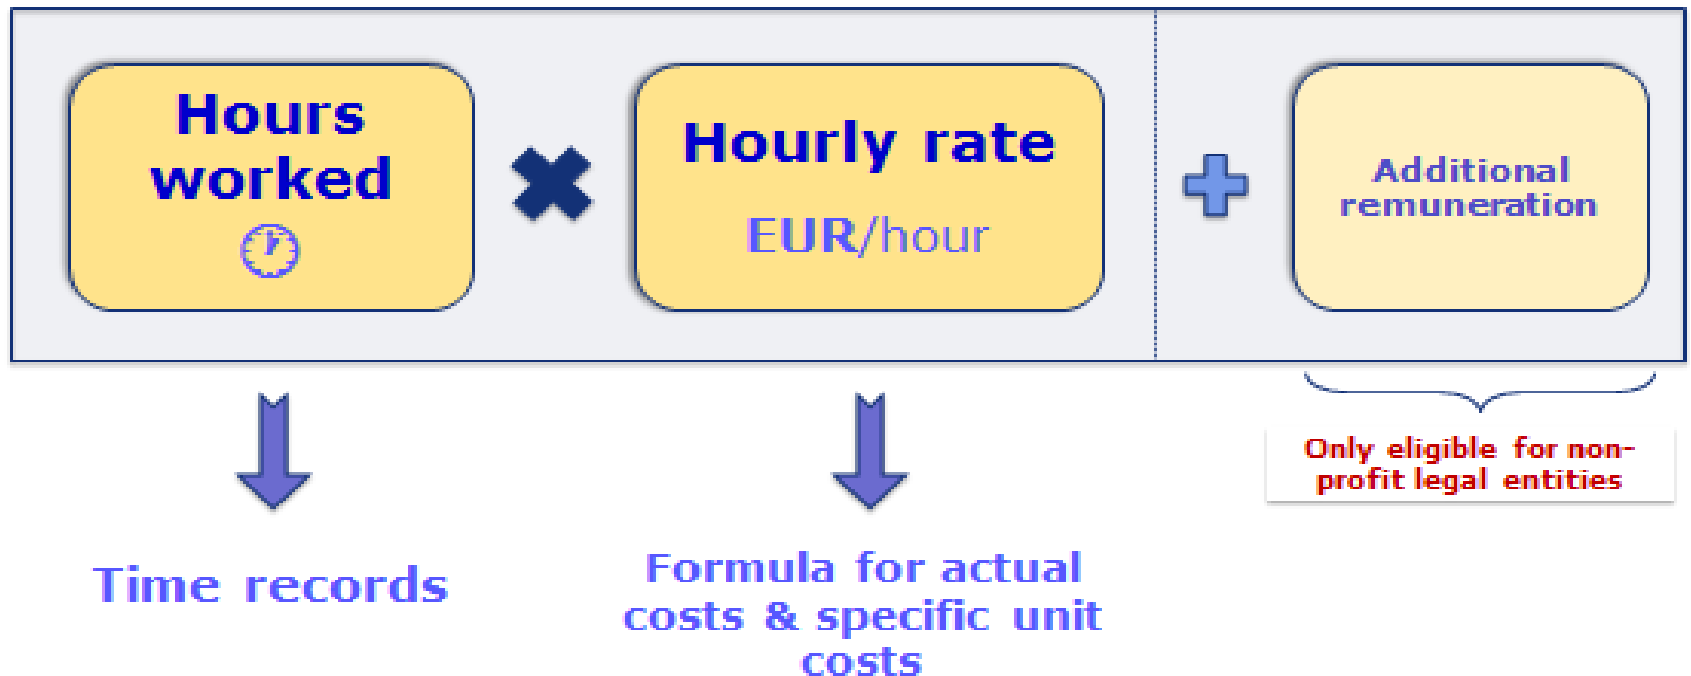 Hours
worked
Hourly rate
EUR/hour
Additional
remuneration
Only eligible for non-
profit legal entities
Time records
Formula for actual
costs & specific unit
costs